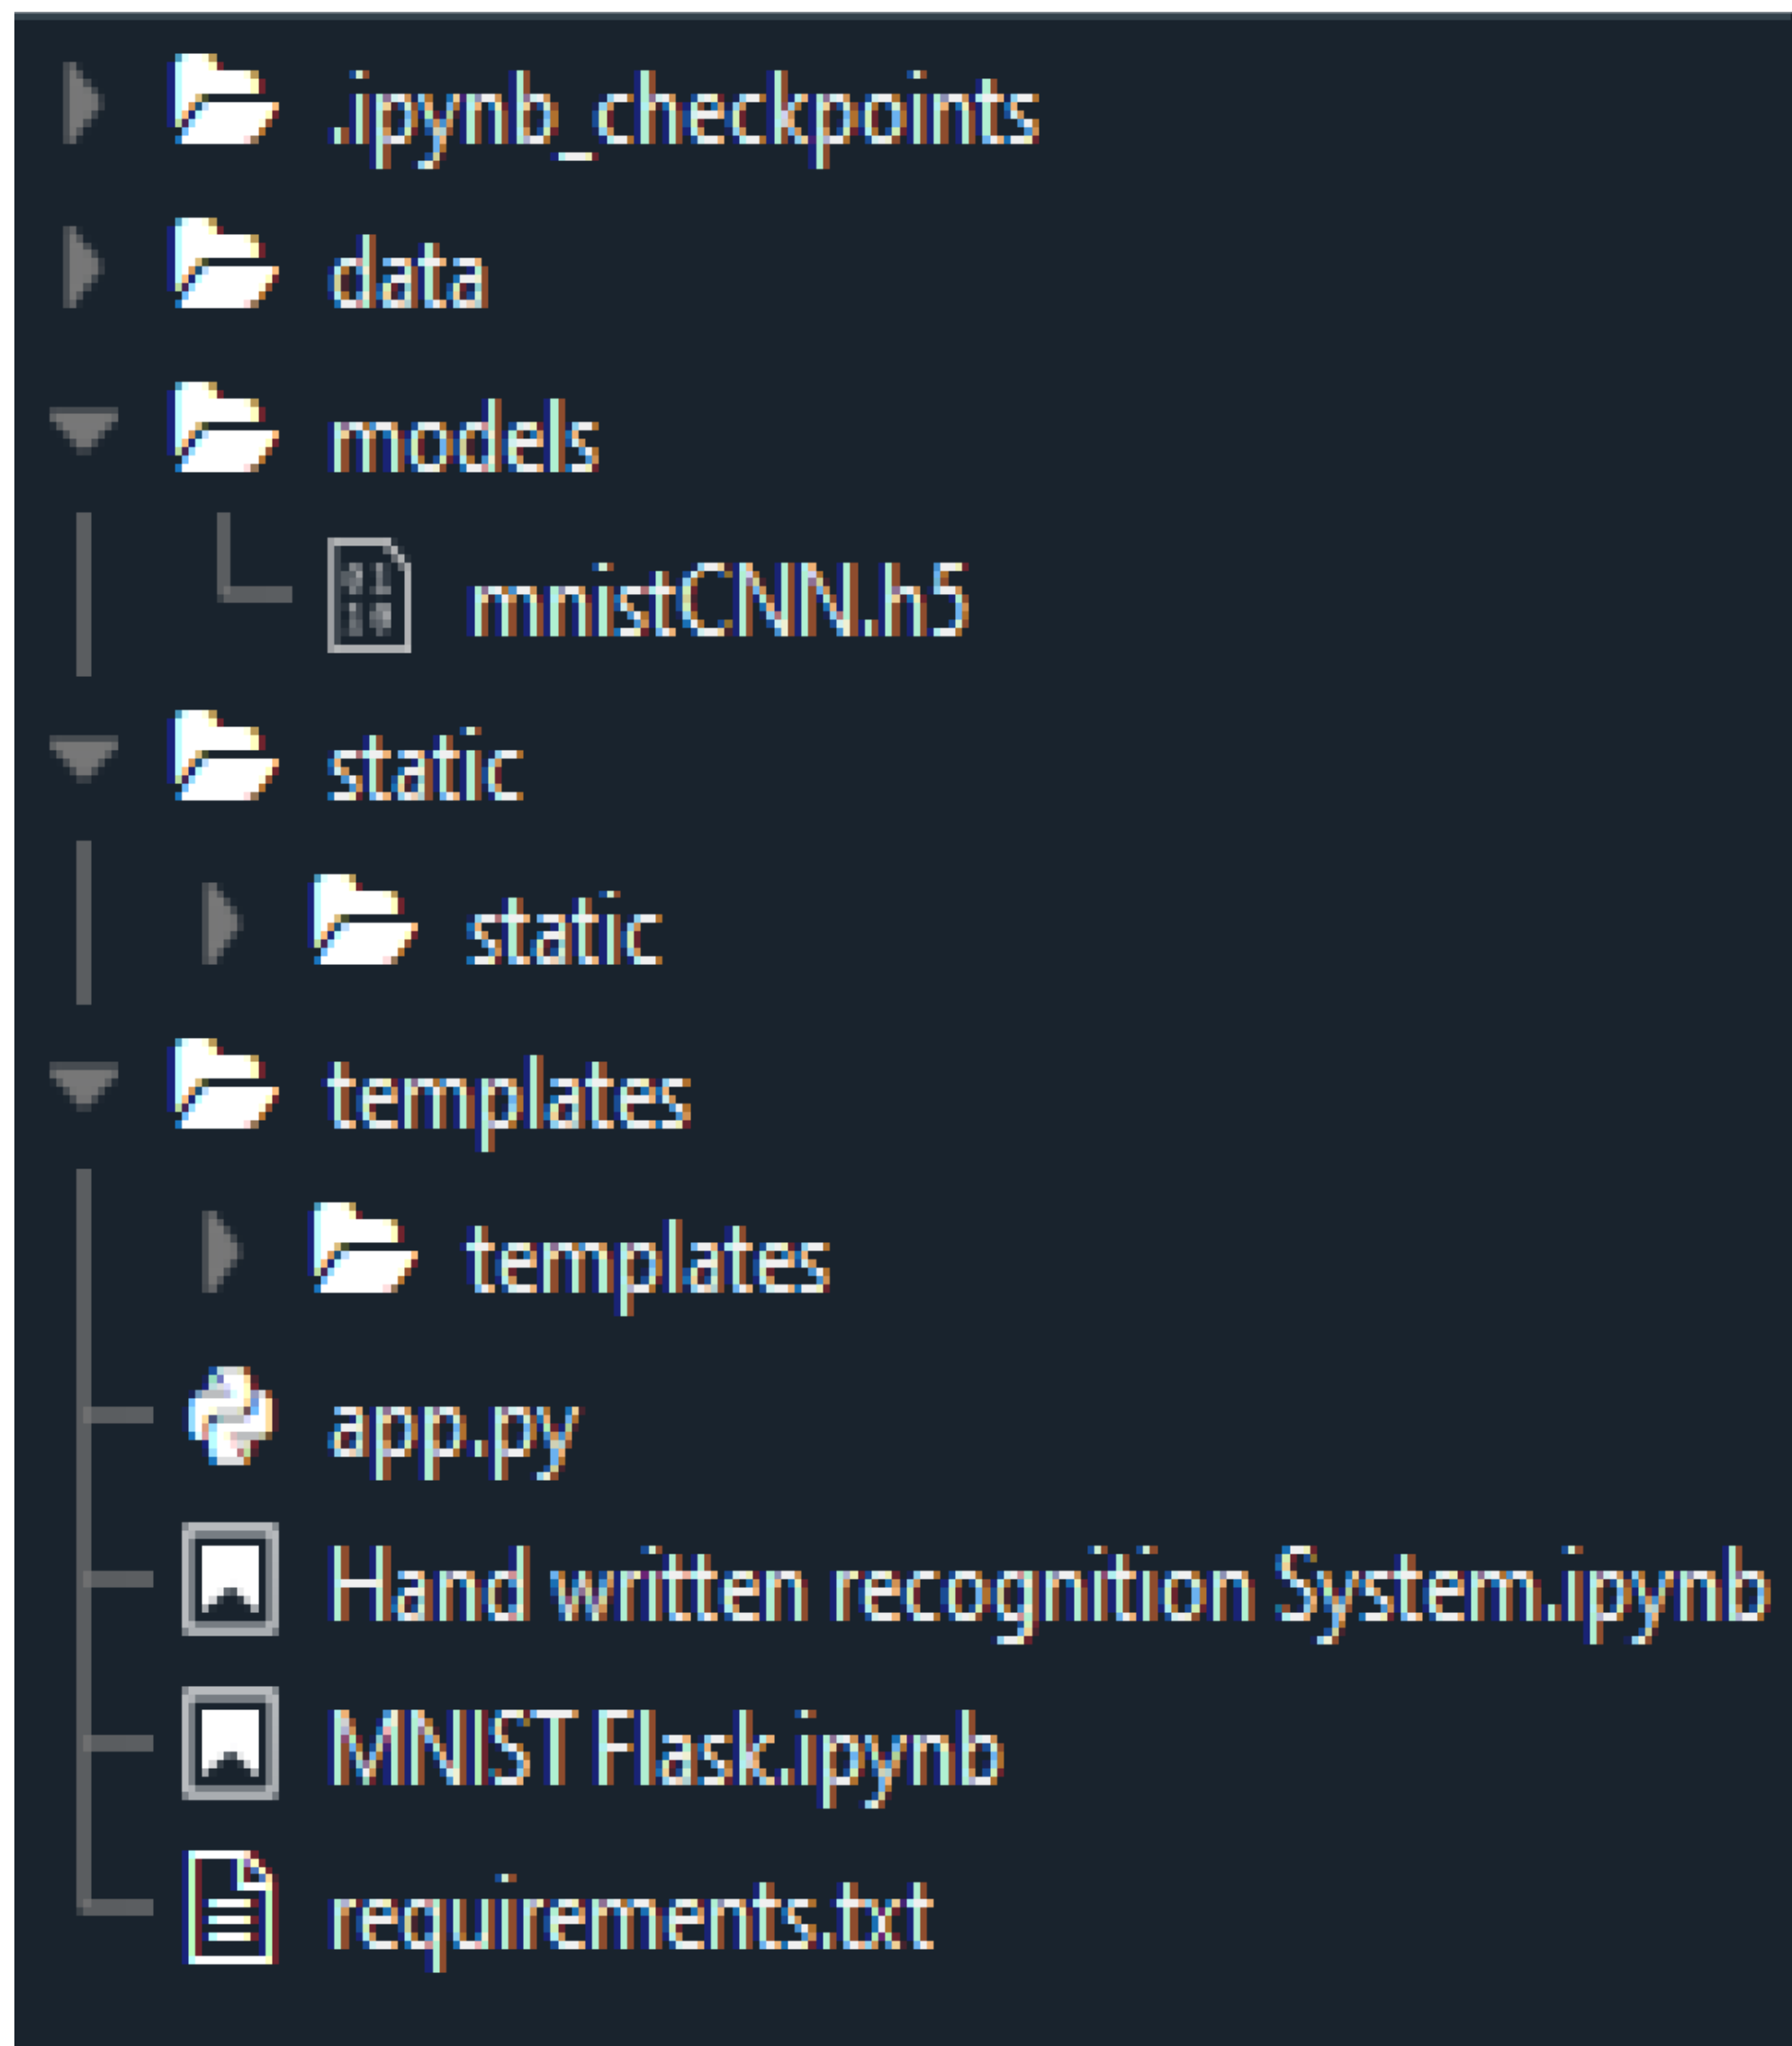 .ipynb_checkpoints
data
models
mnistCNN.h5
static
static
templates
templates
app.py
Hand written recognition System.ipynb
MNIST Flask.ipynb
requirements.txt